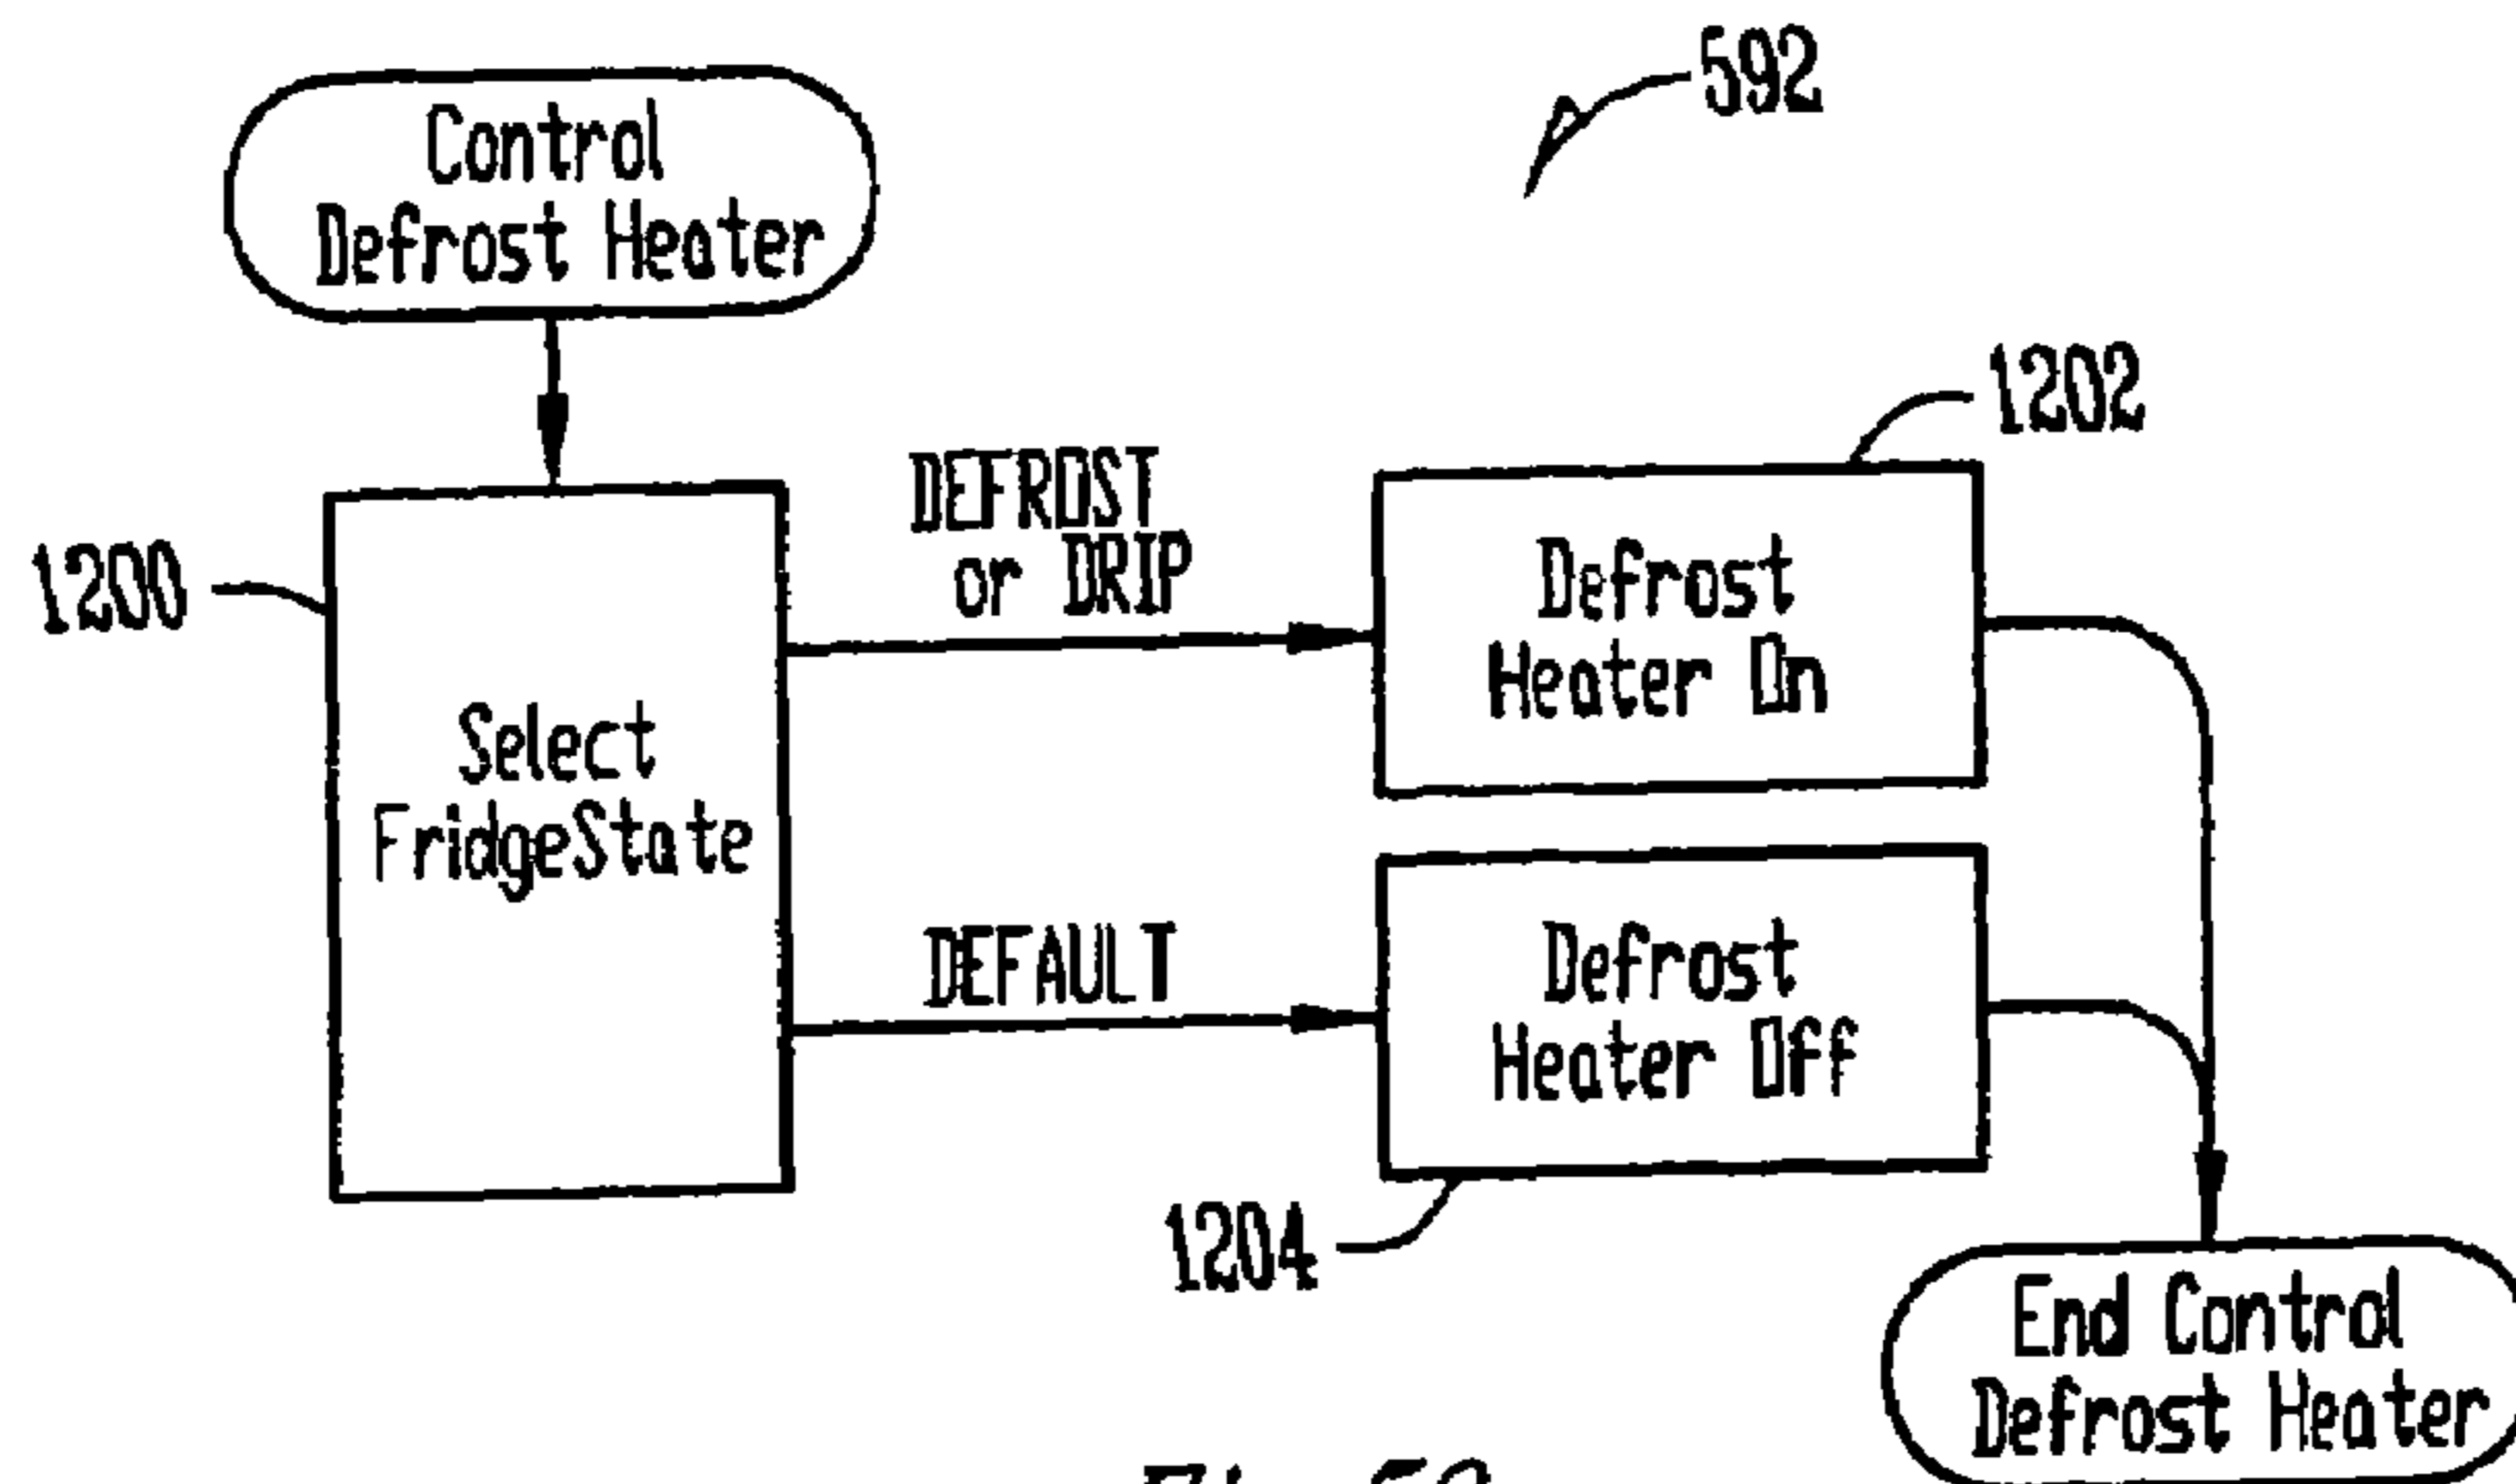 592
Control
Defrost Heater
1202
DEFROST
or DRIP
1200
Defrost
Heater On
Select
FridgeState
DEFAULT
Defrost
Heater Off
1204
End Control
Defrost Heater